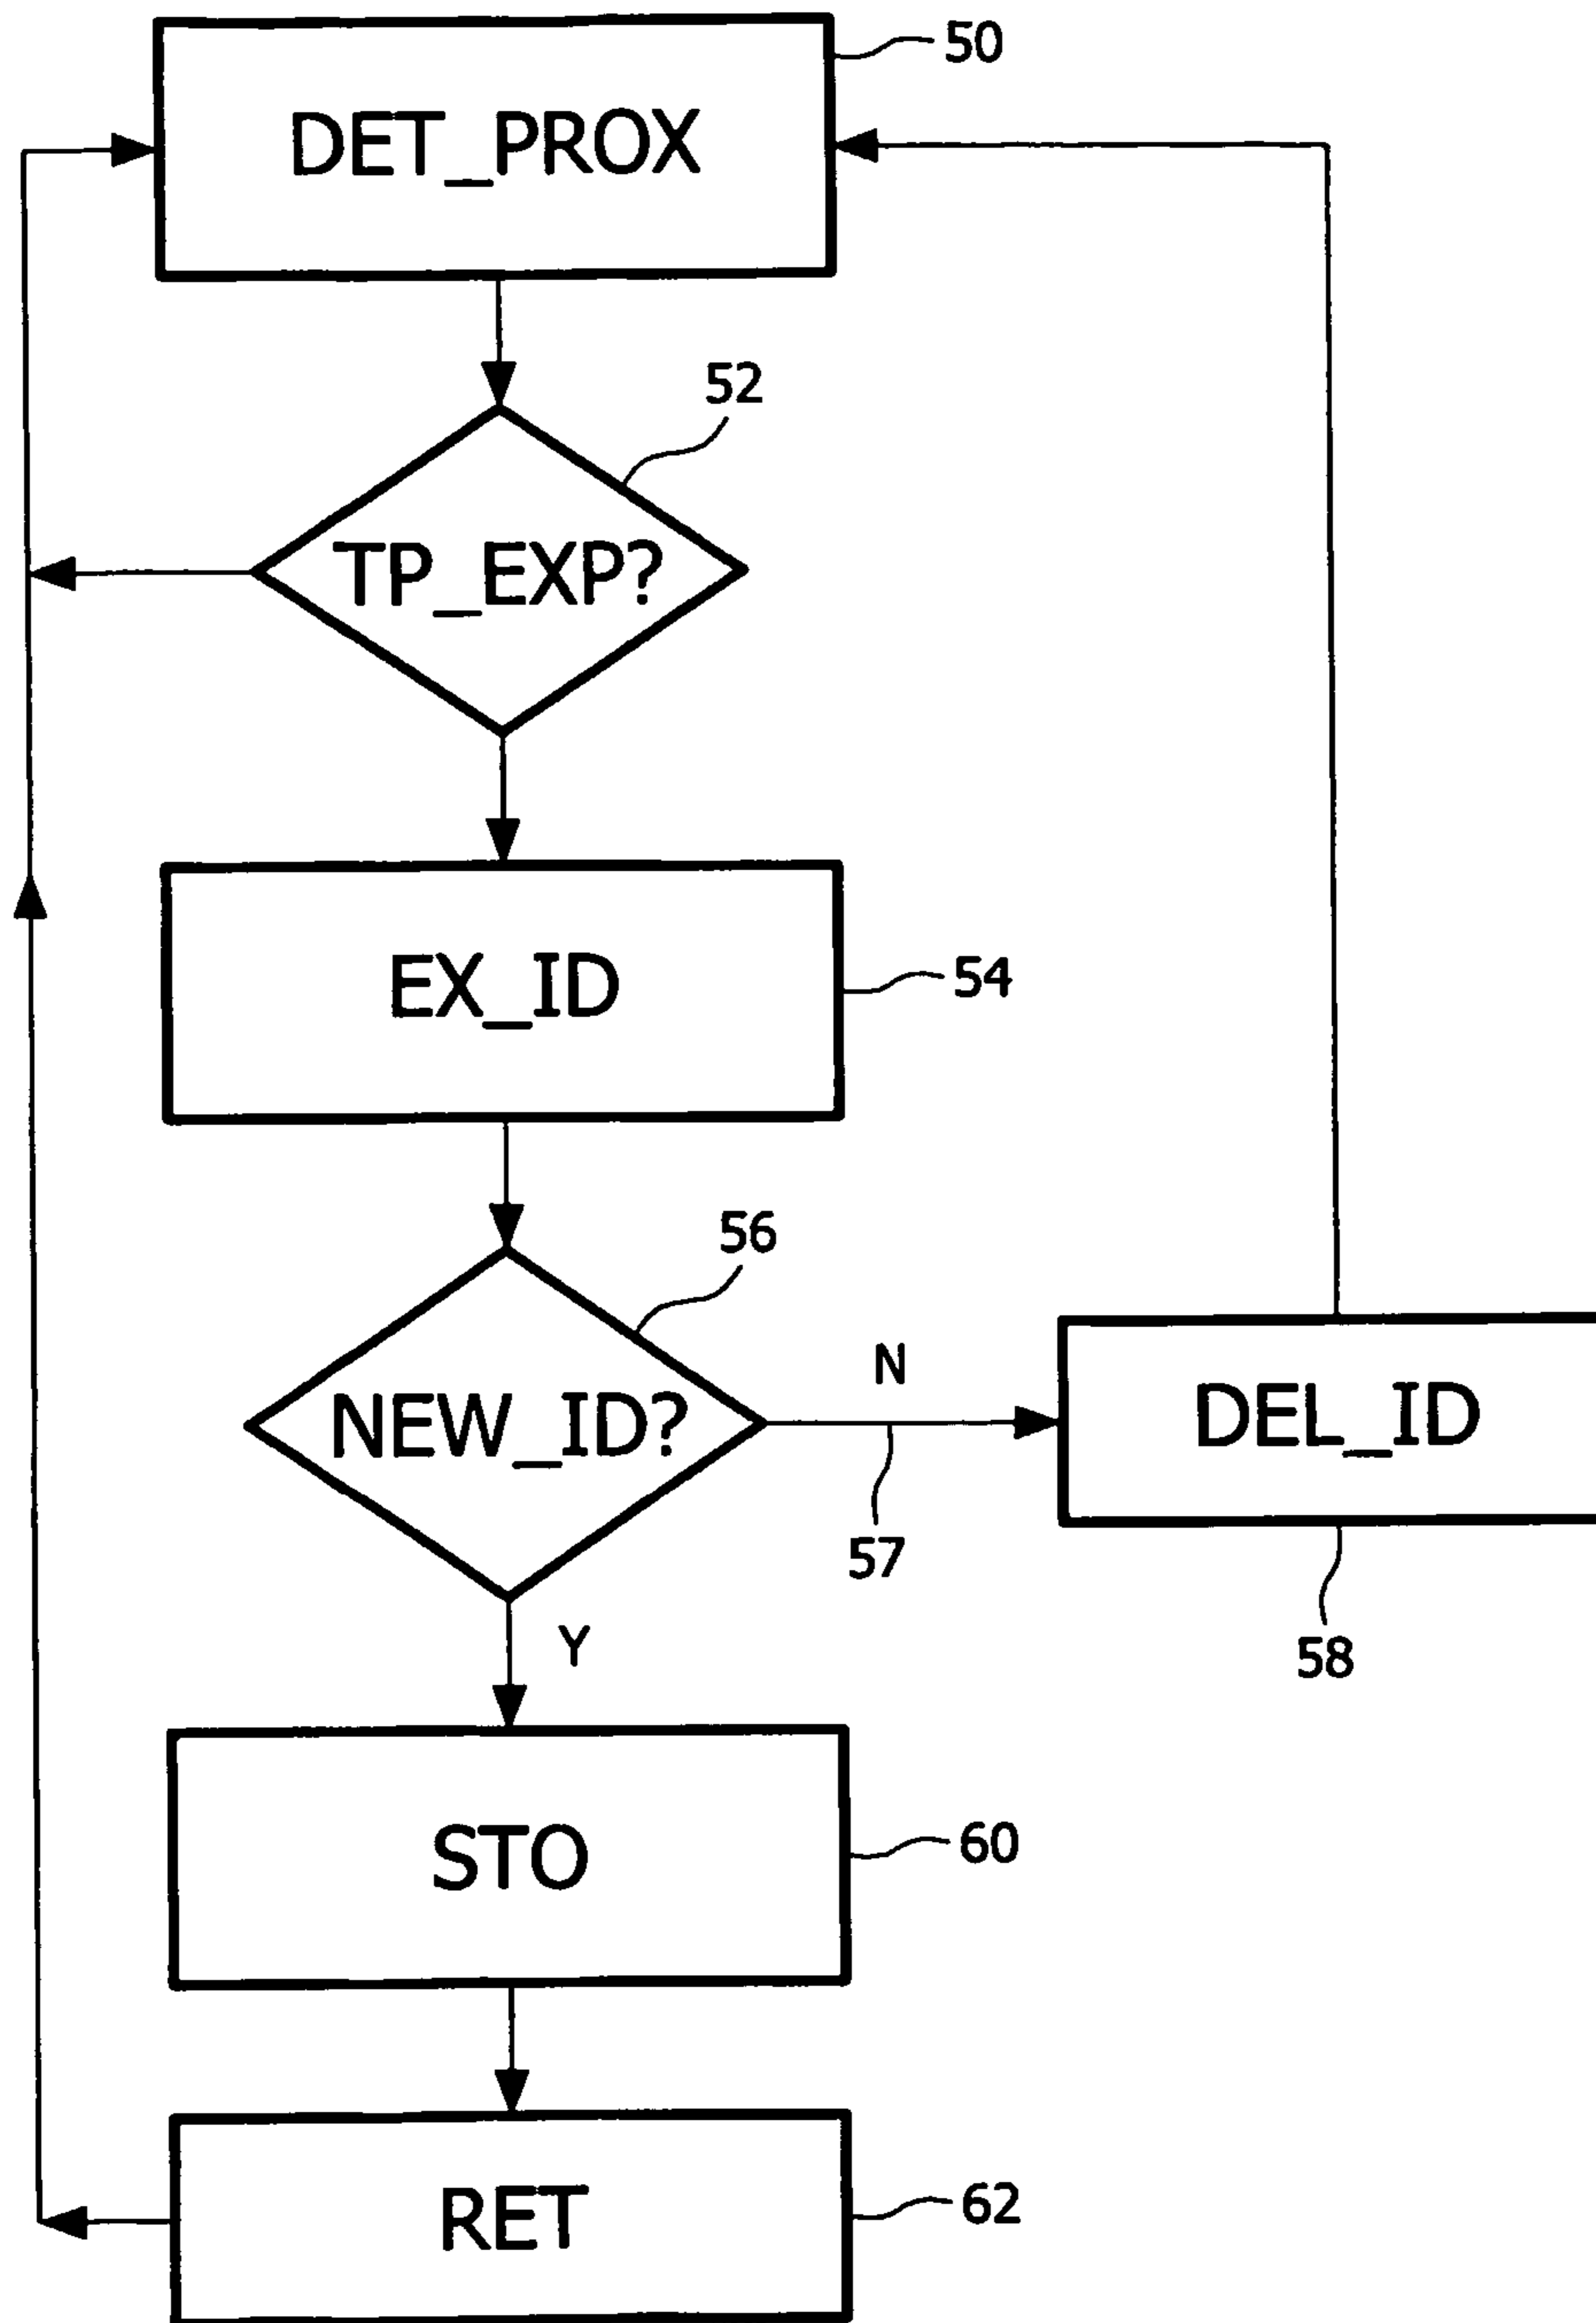 50
DET_PROX
52
TP_EXP?
EX_ID
54
56
NEW_ID?
N
DEL_ID
57
Y
58
STO
60
RET
62